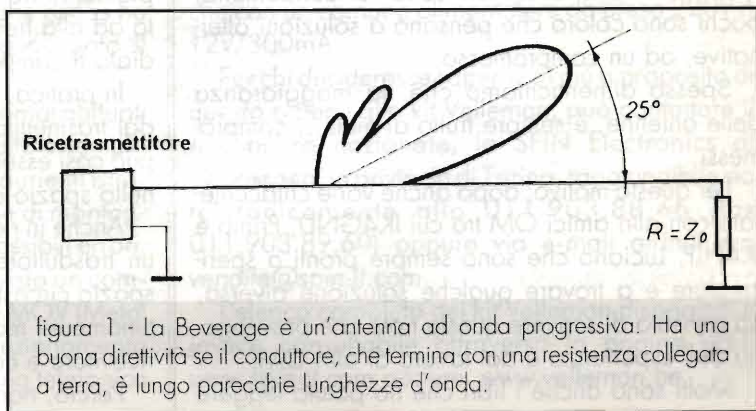 Ricetrasmettitore
25°
R = Z₀
figura 1 - La Beverage è un'antenna ad onda progressiva. Ha una
buona direttività se il conduttore, che termina con una resistenza collegata
a terra, è lungo parecchie lunghezze d'onda.